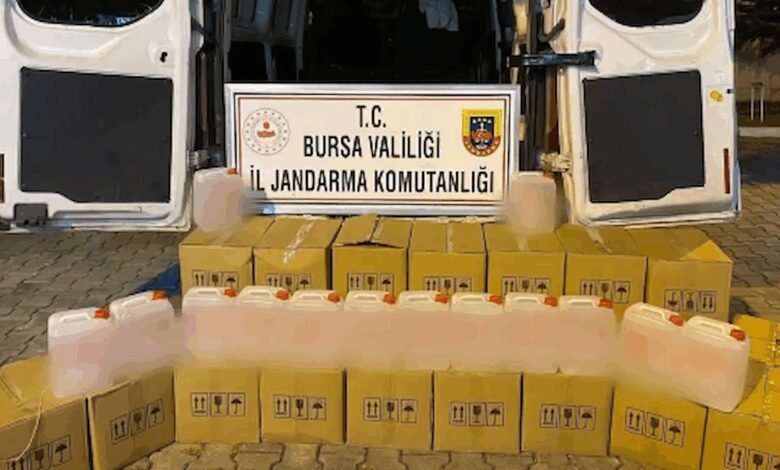 T.C.
BURSA VALİLİĞİ
İL JANDARMA KOMUTANLIĞI